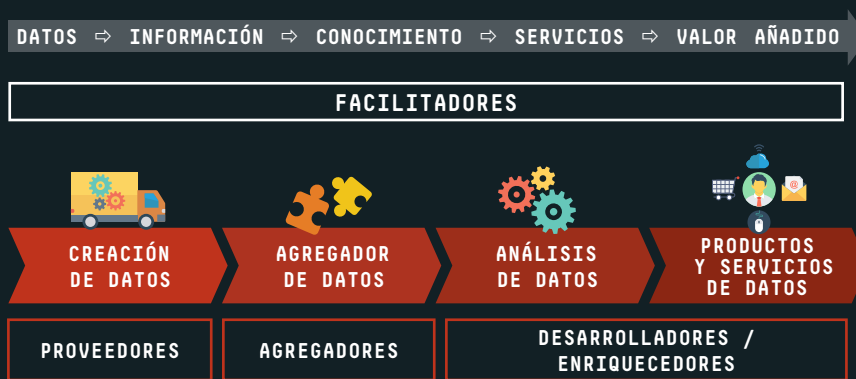 DATOS ⇨ INFORMACIÓN ⇨ CONOCIMIENTO ⇨ SERVICIOS ⇨ VALOR AÑADIDO
FACILITADORES
CREACIÓN
DE DATOS
AGREGADOR
DE DATOS
ANÁLISIS
DE DATOS
PRODUCTOS
Y SERVICIOS
DE DATOS
PROVEEDORES
AGREGADORES
DESARROLLADORES /
ENRIQUECEDORES